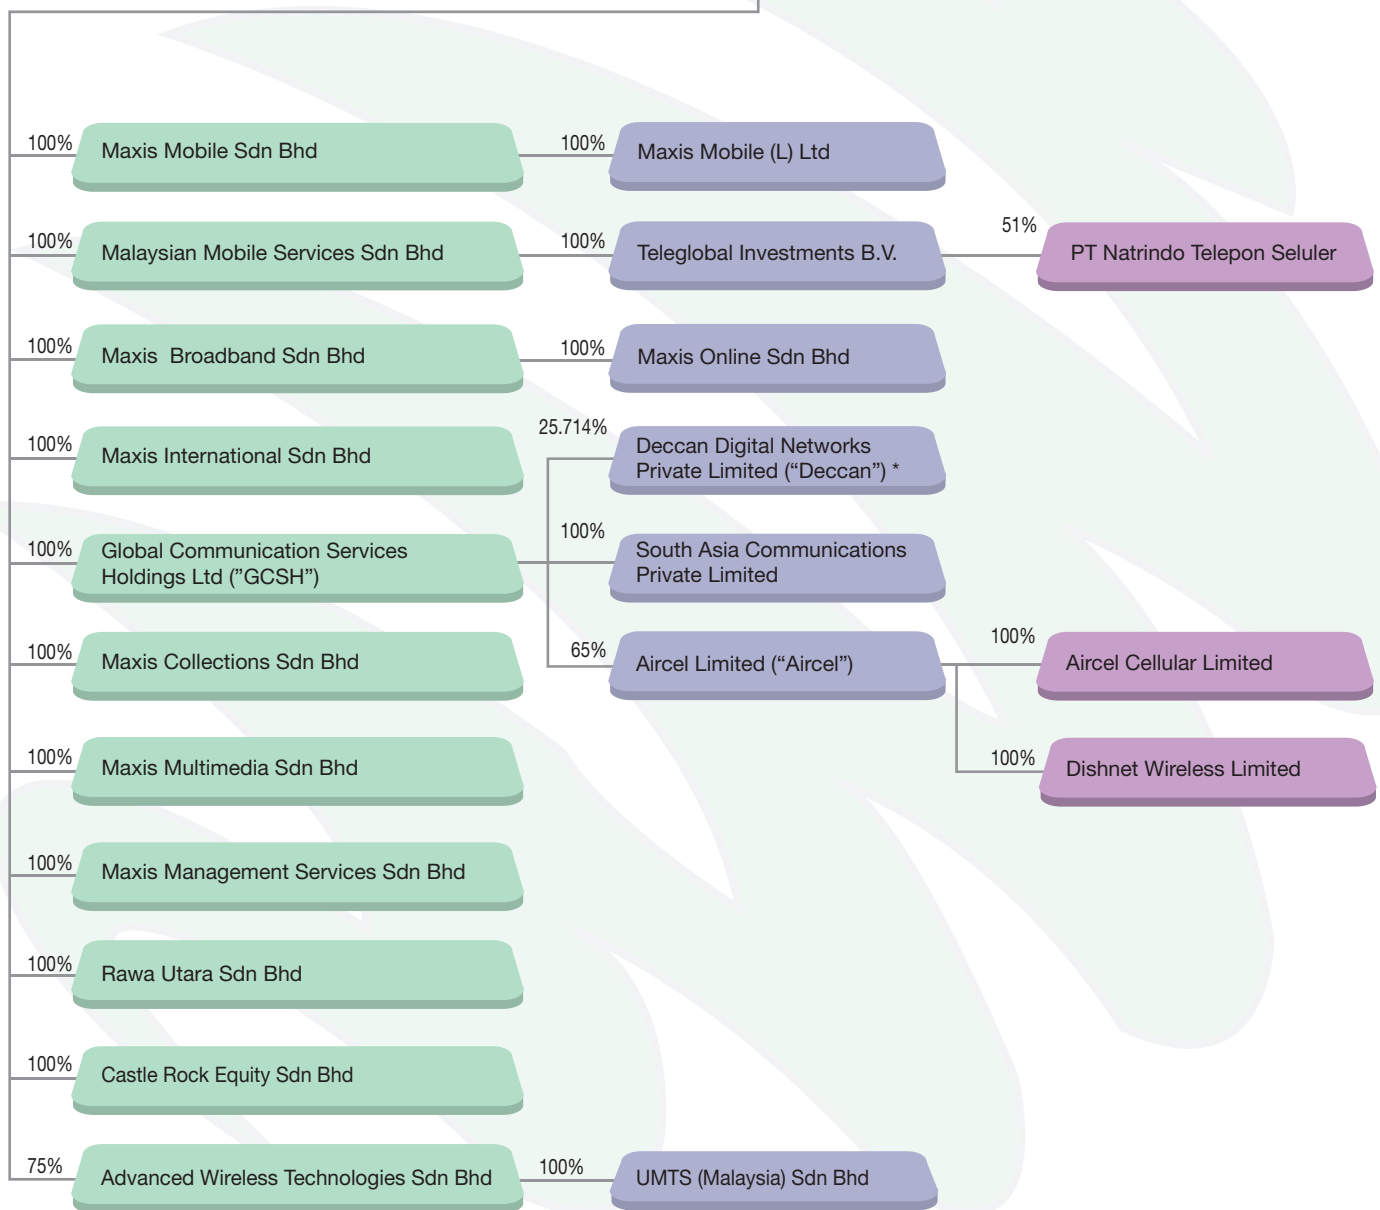 100%
Maxis Mobile Sdn Bhd
100%
Maxis Mobile (L) Ltd
100%
Malaysian Mobile Services Sdn Bhd
100%
Teleglobal Investments B.V.
51%
PT Natrindo Telepon Seluler
100%
Maxis Broadband Sdn Bhd
100%
Maxis Online Sdn Bhd
100%
Maxis International Sdn Bhd
25.714%
Deccan Digital Networks
Private Limited (“Deccan”) *
100%
Global Communication Services
Holdings Ltd (”GCSH”)
100%
South Asia Communications
Private Limited
100%
Maxis Collections Sdn Bhd
65%
Aircel Limited (“Aircel”)
100%
Aircel Cellular Limited
100%
Maxis Multimedia Sdn Bhd
100%
Dishnet Wireless Limited
100%
Maxis Management Services Sdn Bhd
100%
Rawa Utara Sdn Bhd
100%
Castle Rock Equity Sdn Bhd
75%
Advanced Wireless Technologies Sdn Bhd
100%
UMTS (Malaysia) Sdn Bhd